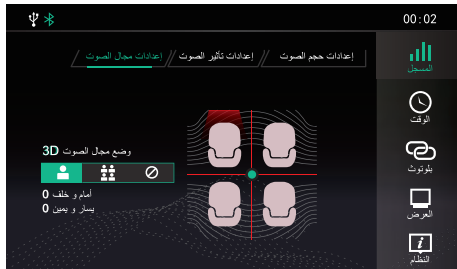 00:02
إعدادات حجم الصوت // إعدادات تأثير الصوت // إعدادات مجال الصوت /
المسجل
الوقت
بلوتوث
العرض
النظام
وضع مجال الصوت 3D
أمام و خلف 0
يسار و يمين 0